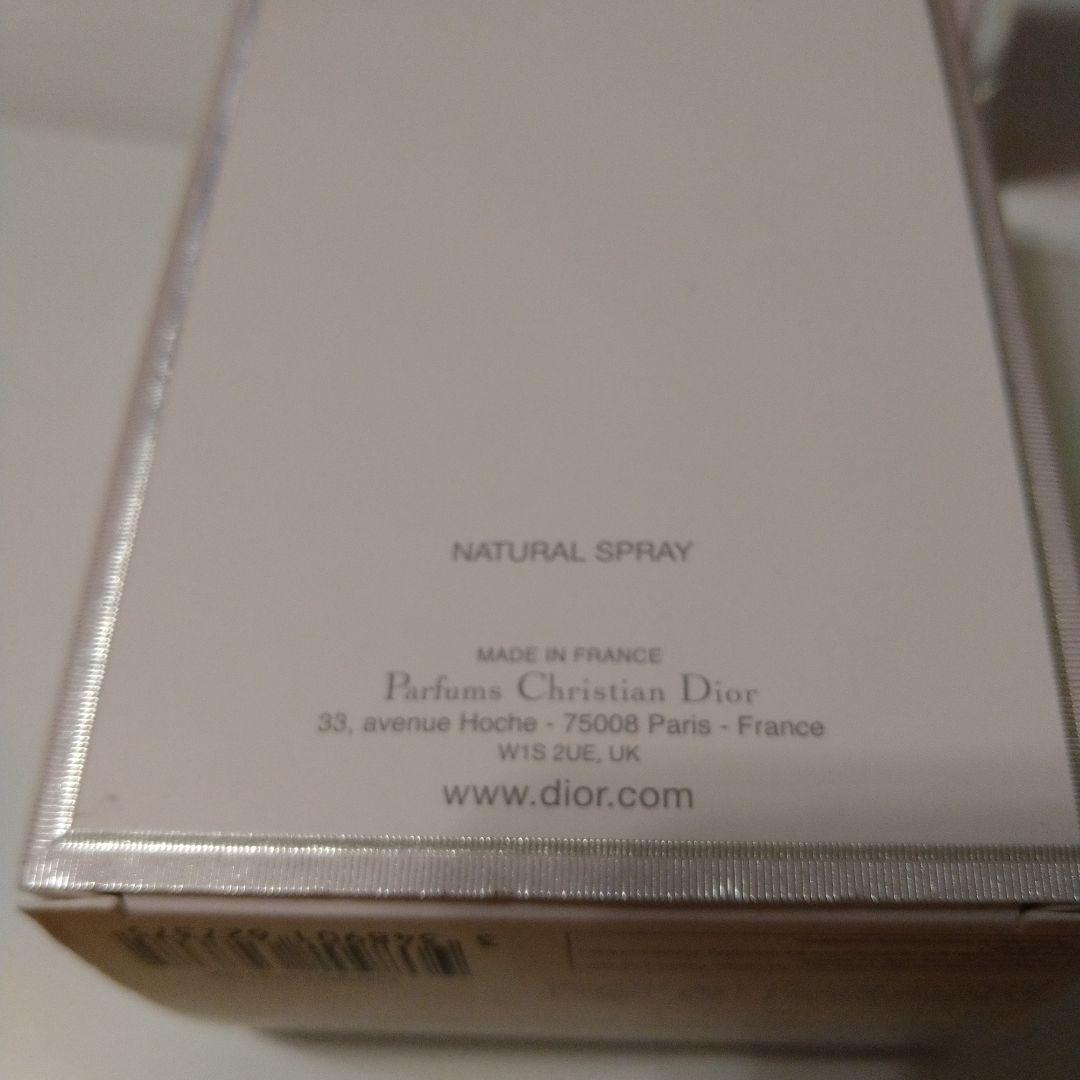 NATURAL SPRAY
MADE IN FRANCE
Parfums Christian Dior
33, avenue Hoche - 75008 Paris - France
W1S 2UE, UK
www.dior.com